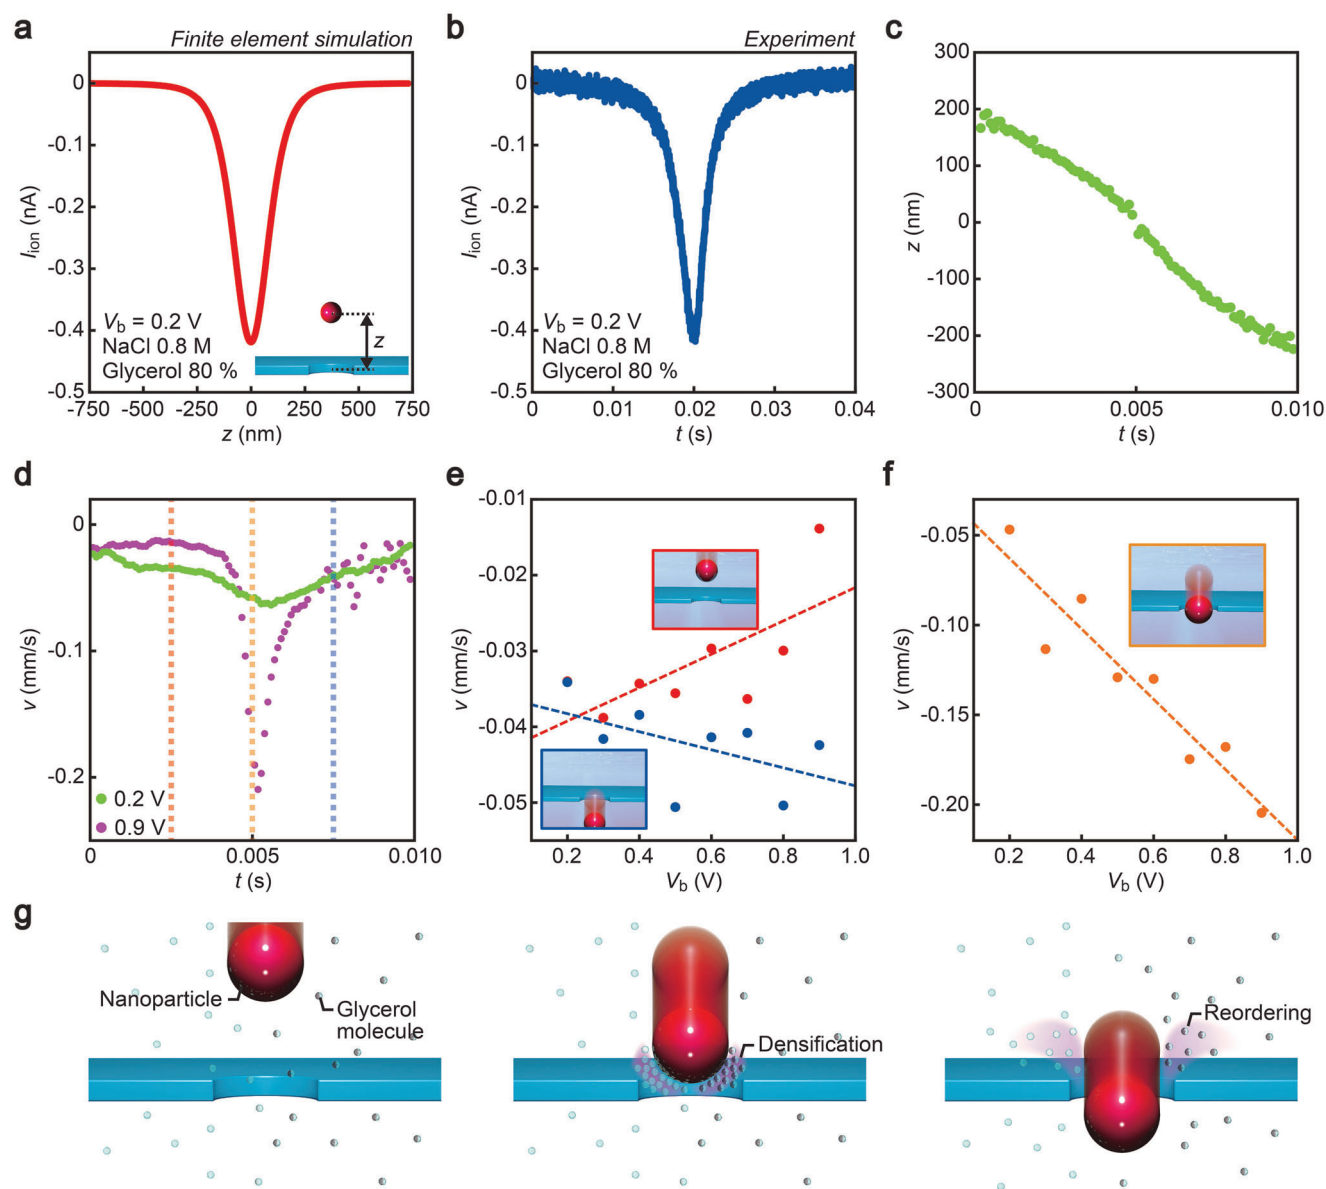 a
Finite element simulation
0
-0.1
-0.2
-0.3
-0.4
-0.5
I_ion (nA)
V_b = 0.2 V
NaCl 0.8 M
Glycerol 80 %
z
-750
-500
-250
0
250
500
750
z (nm)
b
Experiment
0
-0.1
-0.2
-0.3
-0.4
-0.5
I_ion (nA)
V_b = 0.2 V
NaCl 0.8 M
Glycerol 80 %
0
0.01
0.02
0.03
0.04
t (s)
c
300
200
100
0
-100
-200
-300
z (nm)
0
0.005
0.010
t (s)
d
0
-0.1
-0.2
v (mm/s)
0.2 V
0.9 V
0
0.005
0.010
t (s)
e
-0.01
-0.02
-0.03
-0.04
-0.05
v (mm/s)
0.2
0.4
0.6
0.8
1.0
V_b (V)
f
-0.05
-0.10
-0.15
-0.20
v (mm/s)
0.2
0.4
0.6
0.8
1.0
V_b (V)
g
Nanoparticle
Glycerol
molecule
Densification
Reordering